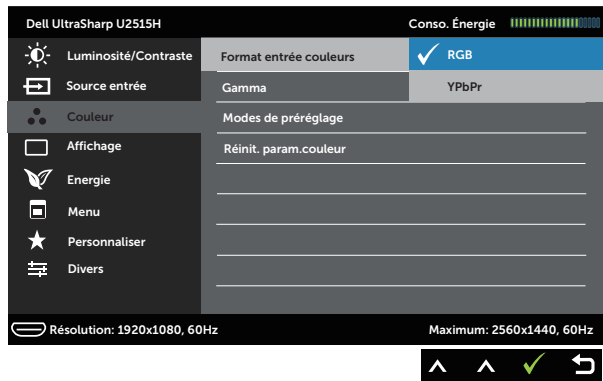 Dell UltraSharp U2515H Conso. Énergie
Luminosité/Contraste Format entrée couleurs RGB
Source entrée Gamma YPbPr
Couleur Modes de préréglage
Affichage Réinit. param.couleur
Energie
Menu
Personnaliser
Divers
Résolution: 1920x1080, 60Hz Maximum: 2560x1440, 60Hz